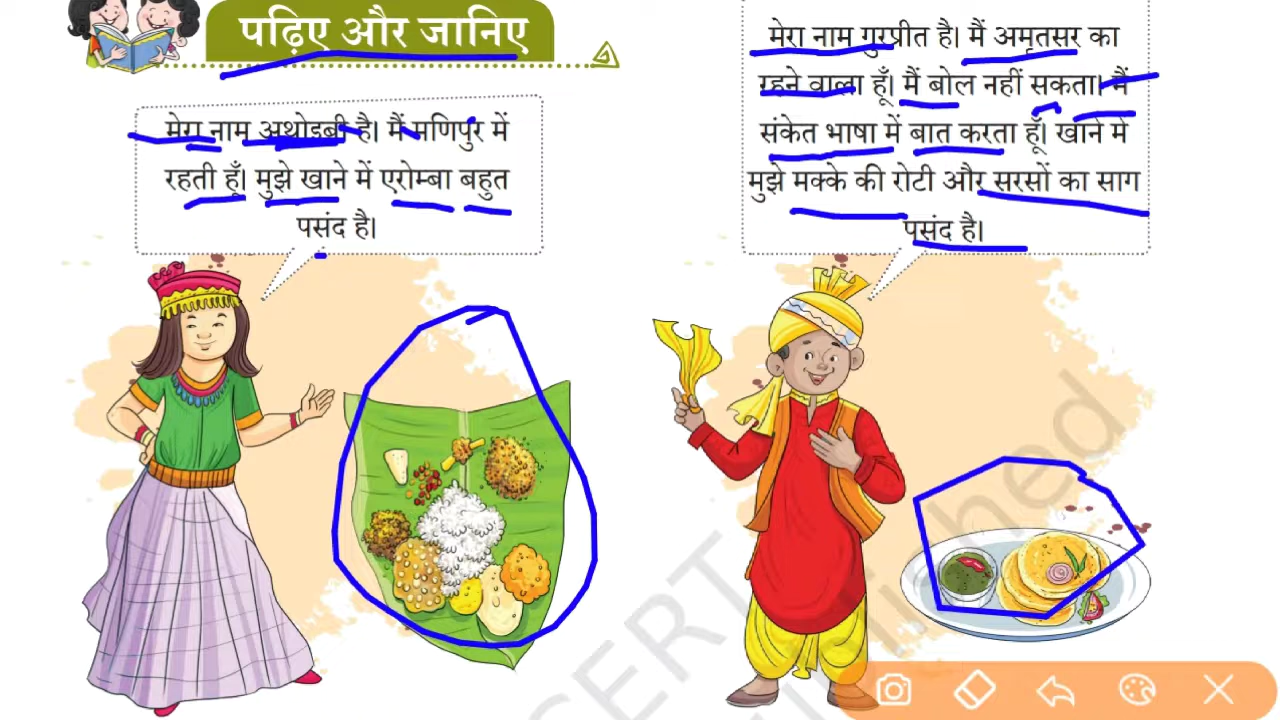 पढ़िए और जानिए
मेरा नाम अथोइबी है। मैं मणिपुर में
रहती हूँ। मुझे खाने में एरोम्बा बहुत
पसंद है।
मेरा नाम गुरप्रीत है। मैं अमृतसर का
रहने वाला हूँ। मैं बोल नहीं सकता। मैं
संकेत भाषा में बात करता हूँ। खाने में
मुझे मक्के की रोटी और सरसों का साग
पसंद है।